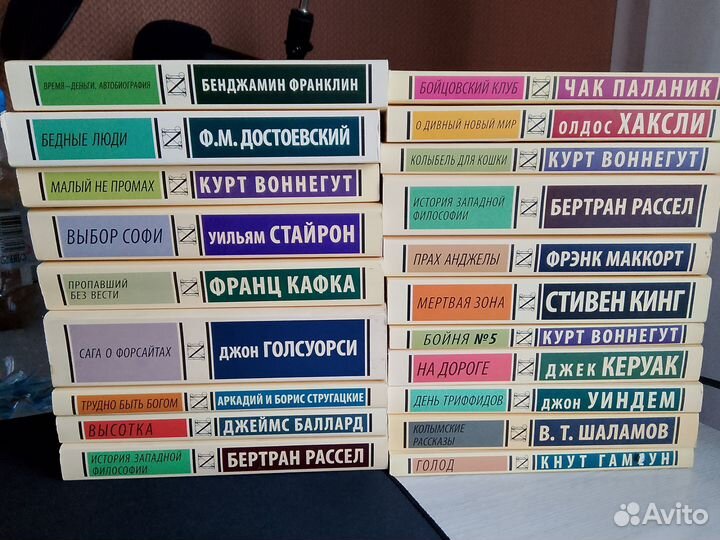 ВРЕМЯ – ДЕНЬГИ. АВТОБИОГРАФИЯ
БЕНДЖАМИН ФРАНКЛИН
БЕДНЫЕ ЛЮДИ
Ф.М. ДОСТОЕВСКИЙ
МАЛЫЙ НЕ ПРОМАХ
КУРТ ВОННЕГУТ
ВЫБОР СОФИ
УИЛЬЯМ СТАЙРОН
ПРОПАВШИЙ
БЕЗ ВЕСТИ
ФРАНЦ КАФКА
САГА О ФОРСАЙТАХ
ДЖОН ГОЛСУОРСИ
ТРУДНО БЫТЬ БОГОМ
АРКАДИЙ И БОРИС СТРУГАЦКИЕ
ВЫСОТКА
ДЖЕЙМС БАЛЛАРД
ИСТОРИЯ ЗАПАДНОЙ
ФИЛОСОФИИ
БЕРТРАН РАССЕЛ
БОЙЦОВСКИЙ КЛУБ
ЧАК ПАЛАНИК
О ДИВНЫЙ НОВЫЙ МИР
ОЛДОС ХАКСЛИ
КОЛЫБЕЛЬ ДЛЯ КОШКИ
КУРТ ВОННЕГУТ
ИСТОРИЯ ЗАПАДНОЙ
ФИЛОСОФИИ
БЕРТРАН РАССЕЛ
ПРАХ АНДЖЕЛЫ
ФРЭНК МАККОРТ
МЕРТВАЯ ЗОНА
СТИВЕН КИНГ
БОЙНЯ №5
КУРТ ВОННЕГУТ
НА ДОРОГЕ
ДЖЕК КЕРУАК
ДЕНЬ ТРИФФИДОВ
ДЖОН УИНДЕМ
КОЛЫМСКИЕ
РАССКАЗЫ
В. Т. ШАЛАМОВ
ГОЛОД
КНУТ ГАМСУН
Avito